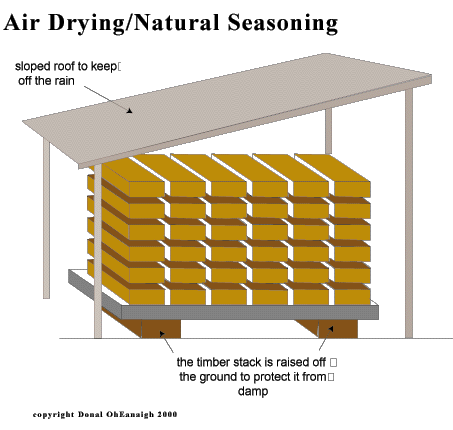 Air Drying/Natural Seasoning
sloped roof to keep□
off the rain
the timber stack is raised off □
the ground to protect it from□
damp
copyright Donal OhEanaigh 2000